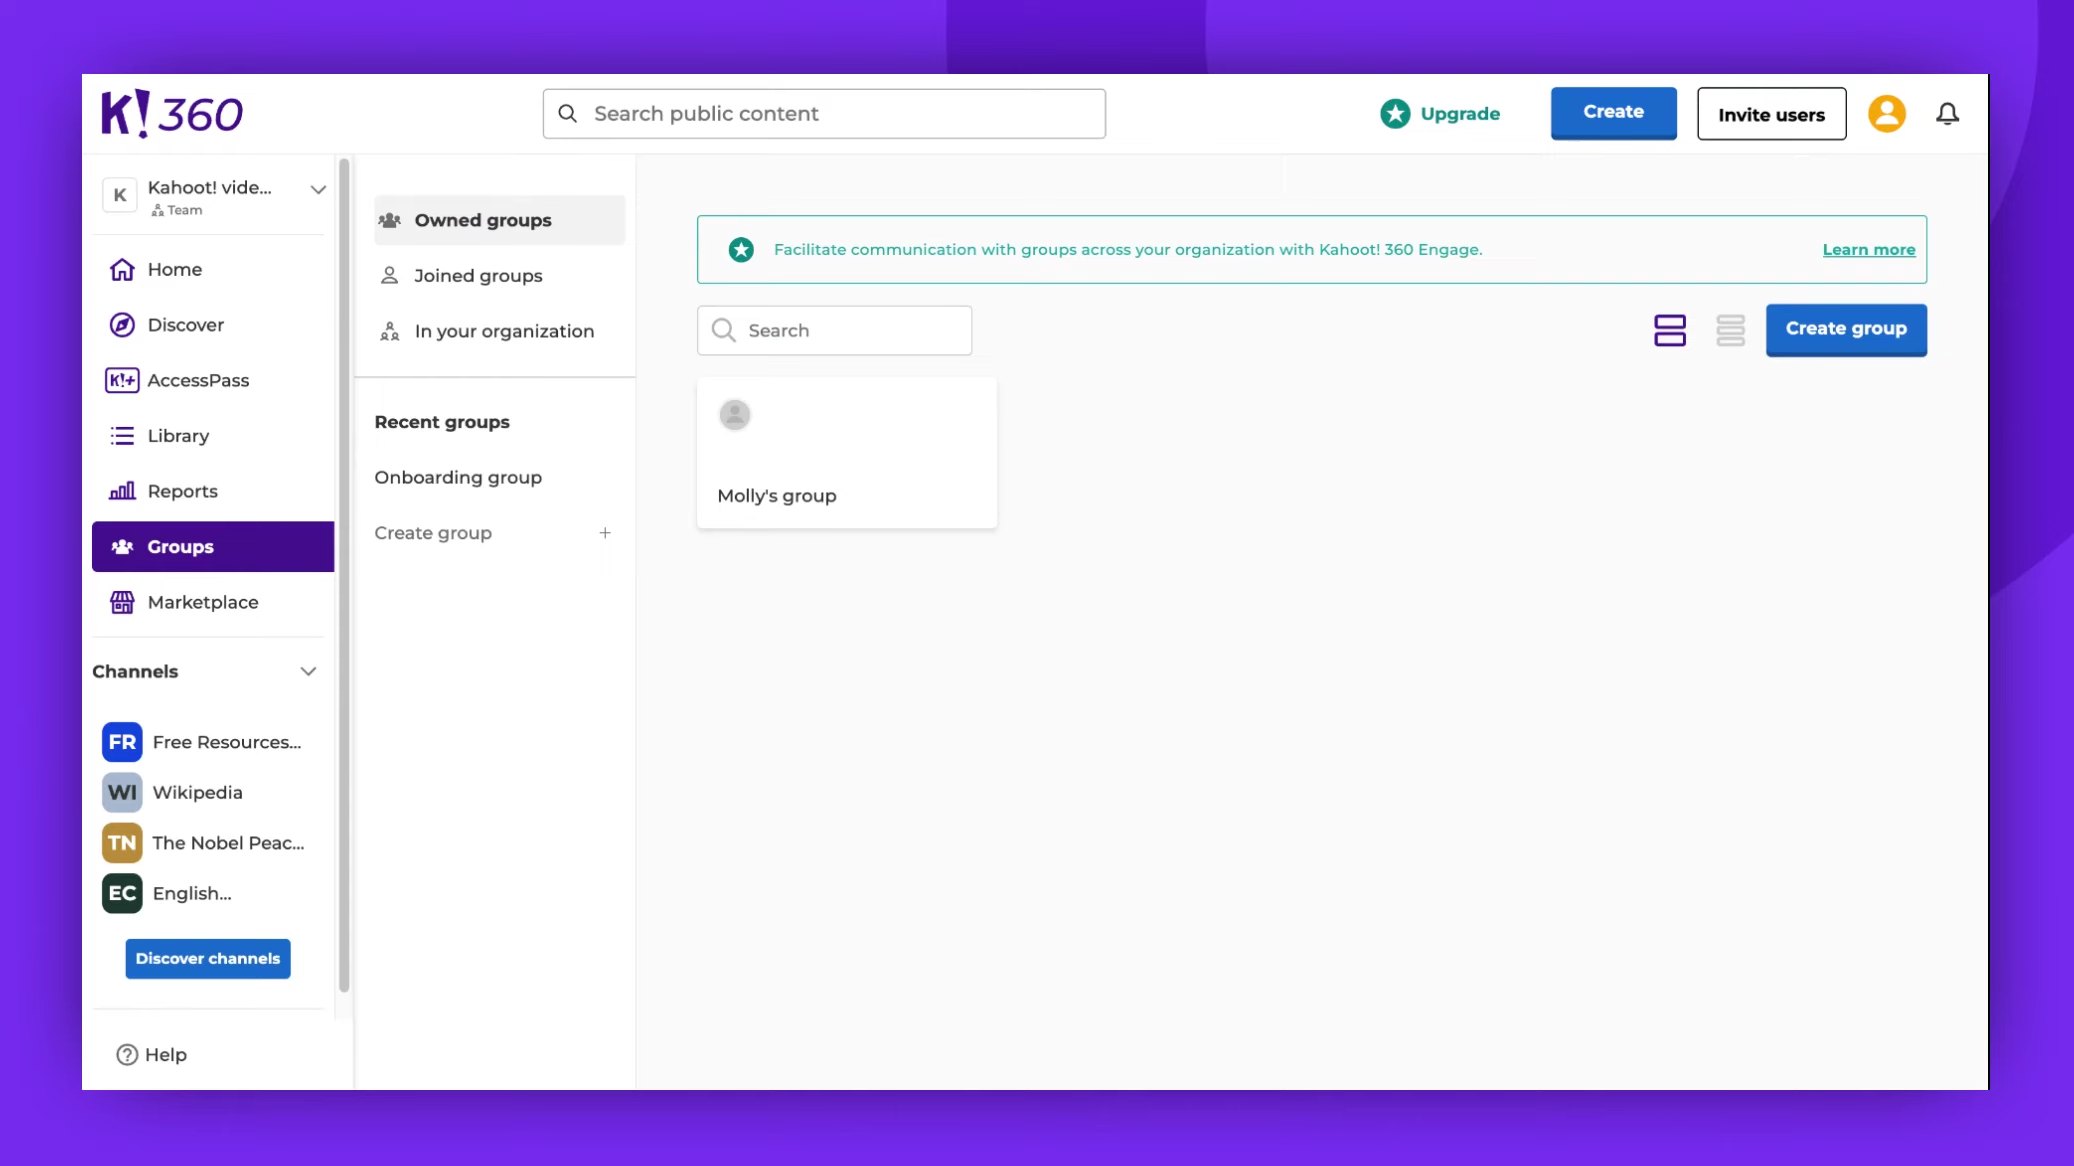 K! 360
Search public content
Upgrade
Create
Invite users
K
Kahoot! vide...
Team
Home
Discover
K!+ AccessPass
Library
Reports
Groups
Marketplace
Channels
FR Free Resources...
WI Wikipedia
TN The Nobel Peac...
EC English...
Discover channels
Help
Owned groups
Joined groups
In your organization
Recent groups
Onboarding group
Create group +
Facilitate communication with groups across your organization with Kahoot! 360 Engage.
Learn more
Search
Create group
Molly's group